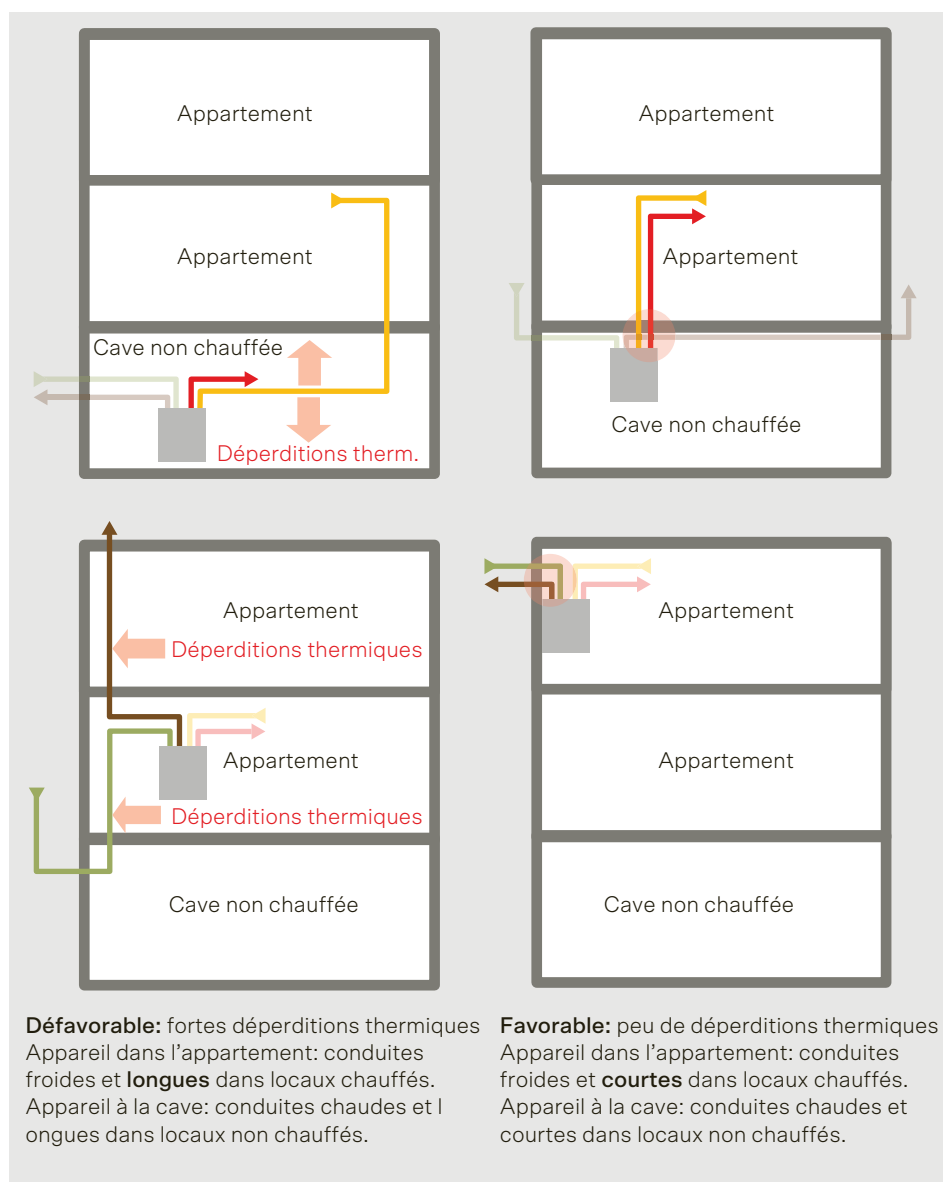 Appartement
Appartement
Cave non chauffée
Déperditions therm.
Appartement
Appartement
Cave non chauffée
Appartement
Déperditions thermiques
Appartement
Déperditions thermiques
Cave non chauffée
Appartement
Appartement
Cave non chauffée
Défavorable: fortes déperditions thermiques
Appareil dans l’appartement: conduites
froides et longues dans locaux chauffés.
Appareil à la cave: conduites chaudes et l
ongues dans locaux non chauffés.
Favorable: peu de déperditions thermiques
Appareil dans l’appartement: conduites
froides et courtes dans locaux chauffés.
Appareil à la cave: conduites chaudes et
courtes dans locaux non chauffés.